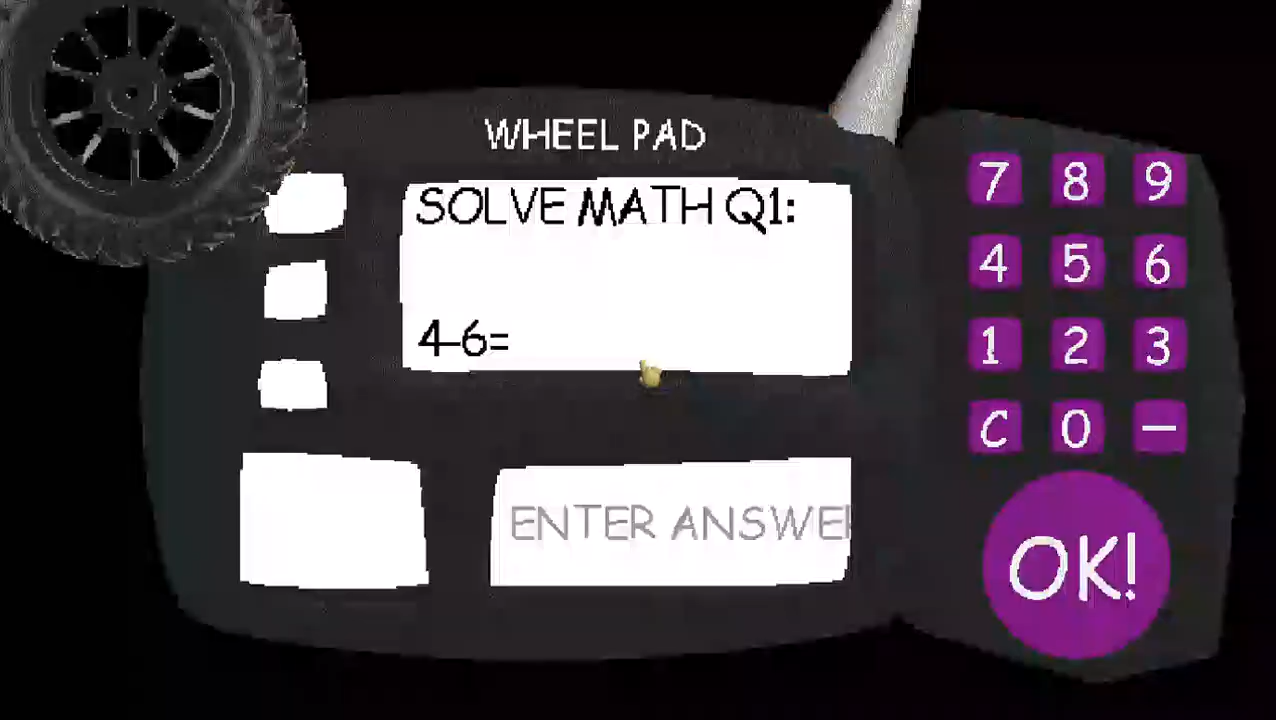 WHEEL PAD
SOLVE MATH Q1:
4-6=
ENTER ANSWER
7 8 9
4 5 6
1 2 3
C 0 —
OK!